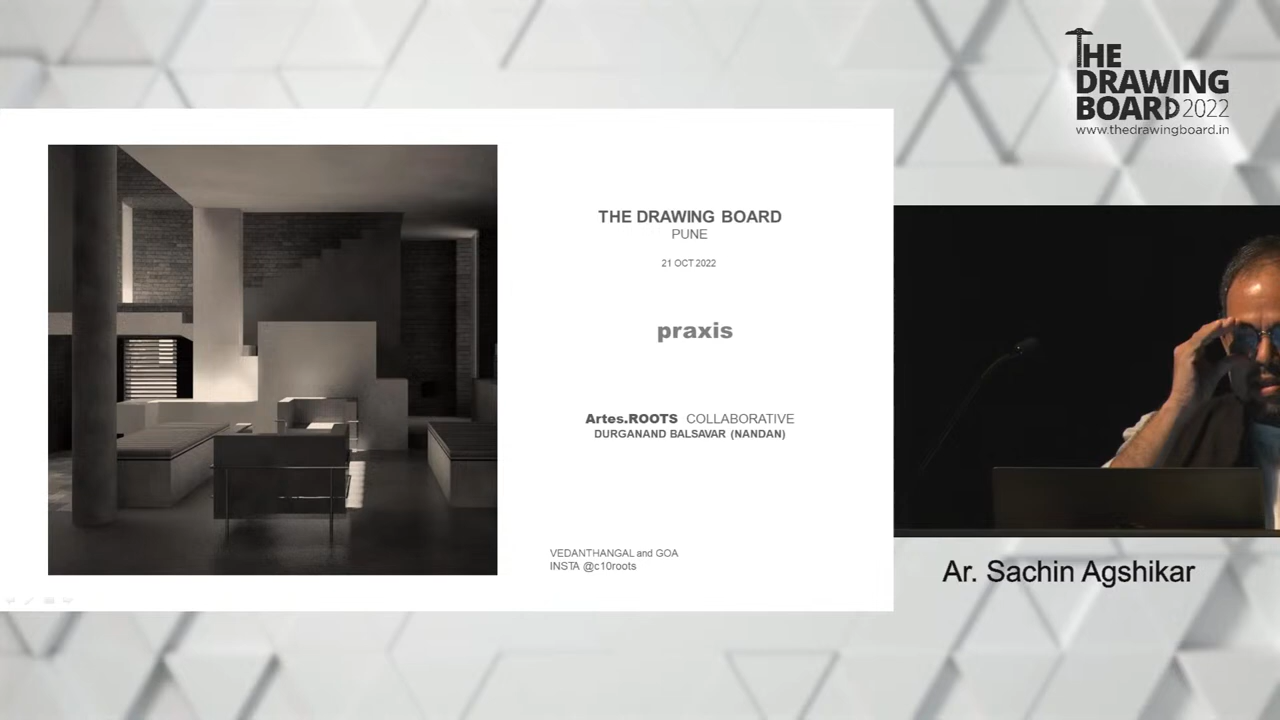 THE
DRAWING
BOARD 2022
www.thedrawingboard.in
THE DRAWING BOARD
PUNE
21 OCT 2022
praxis
Artes.ROOTS COLLABORATIVE
DURGANAND BALSAVAR (NANDAN)
VEDANTHANGAL and GOA
INSTA @c10roots
Ar. Sachin Agshikar